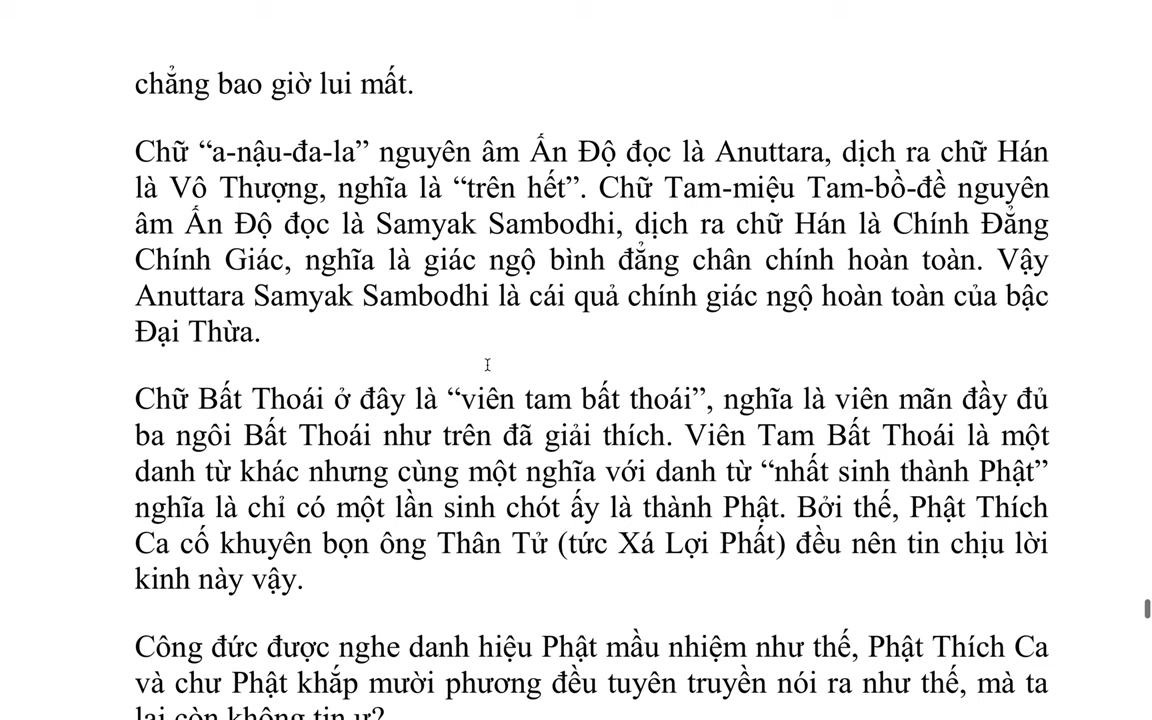 chẳng bao giờ lui mất.
Chữ “a-nậu-đa-la” nguyên âm Ấn Độ đọc là Anuttara, dịch ra chữ Hán
là Vô Thượng, nghĩa là “trên hết”. Chữ Tam-miệu Tam-bồ-đề nguyên
âm Ấn Độ đọc là Samyak Sambodhi, dịch ra chữ Hán là Chính Đẳng
Chính Giác, nghĩa là giác ngộ bình đẳng chân chính hoàn toàn. Vậy
Anuttara Samyak Sambodhi là cái quả chính giác ngộ hoàn toàn của bậc
Đại Thừa.
Chữ Bất Thoái ở đây là “viên tam bất thoái”, nghĩa là viên mãn đầy đủ
ba ngôi Bất Thoái như trên đã giải thích. Viên Tam Bất Thoái là một
danh từ khác nhưng cùng một nghĩa với danh từ “nhất sinh thành Phật”
nghĩa là chỉ có một lần sinh chót ấy là thành Phật. Bởi thế, Phật Thích
Ca cố khuyên bọn ông Thân Tử (tức Xá Lợi Phất) đều nên tin chịu lời
kinh này vậy.
Công đức được nghe danh hiệu Phật mầu nhiệm như thế, Phật Thích Ca
và chư Phật khắp mười phương đều tuyên truyền nói ra như thế, mà ta
lại còn không tin ư?